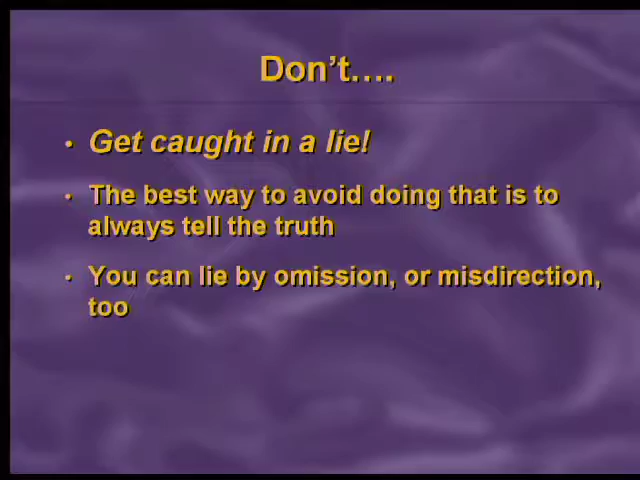 Don't….
• Get caught in a lie!
• The best way to avoid doing that is to
always tell the truth
• You can lie by omission, or misdirection,
too